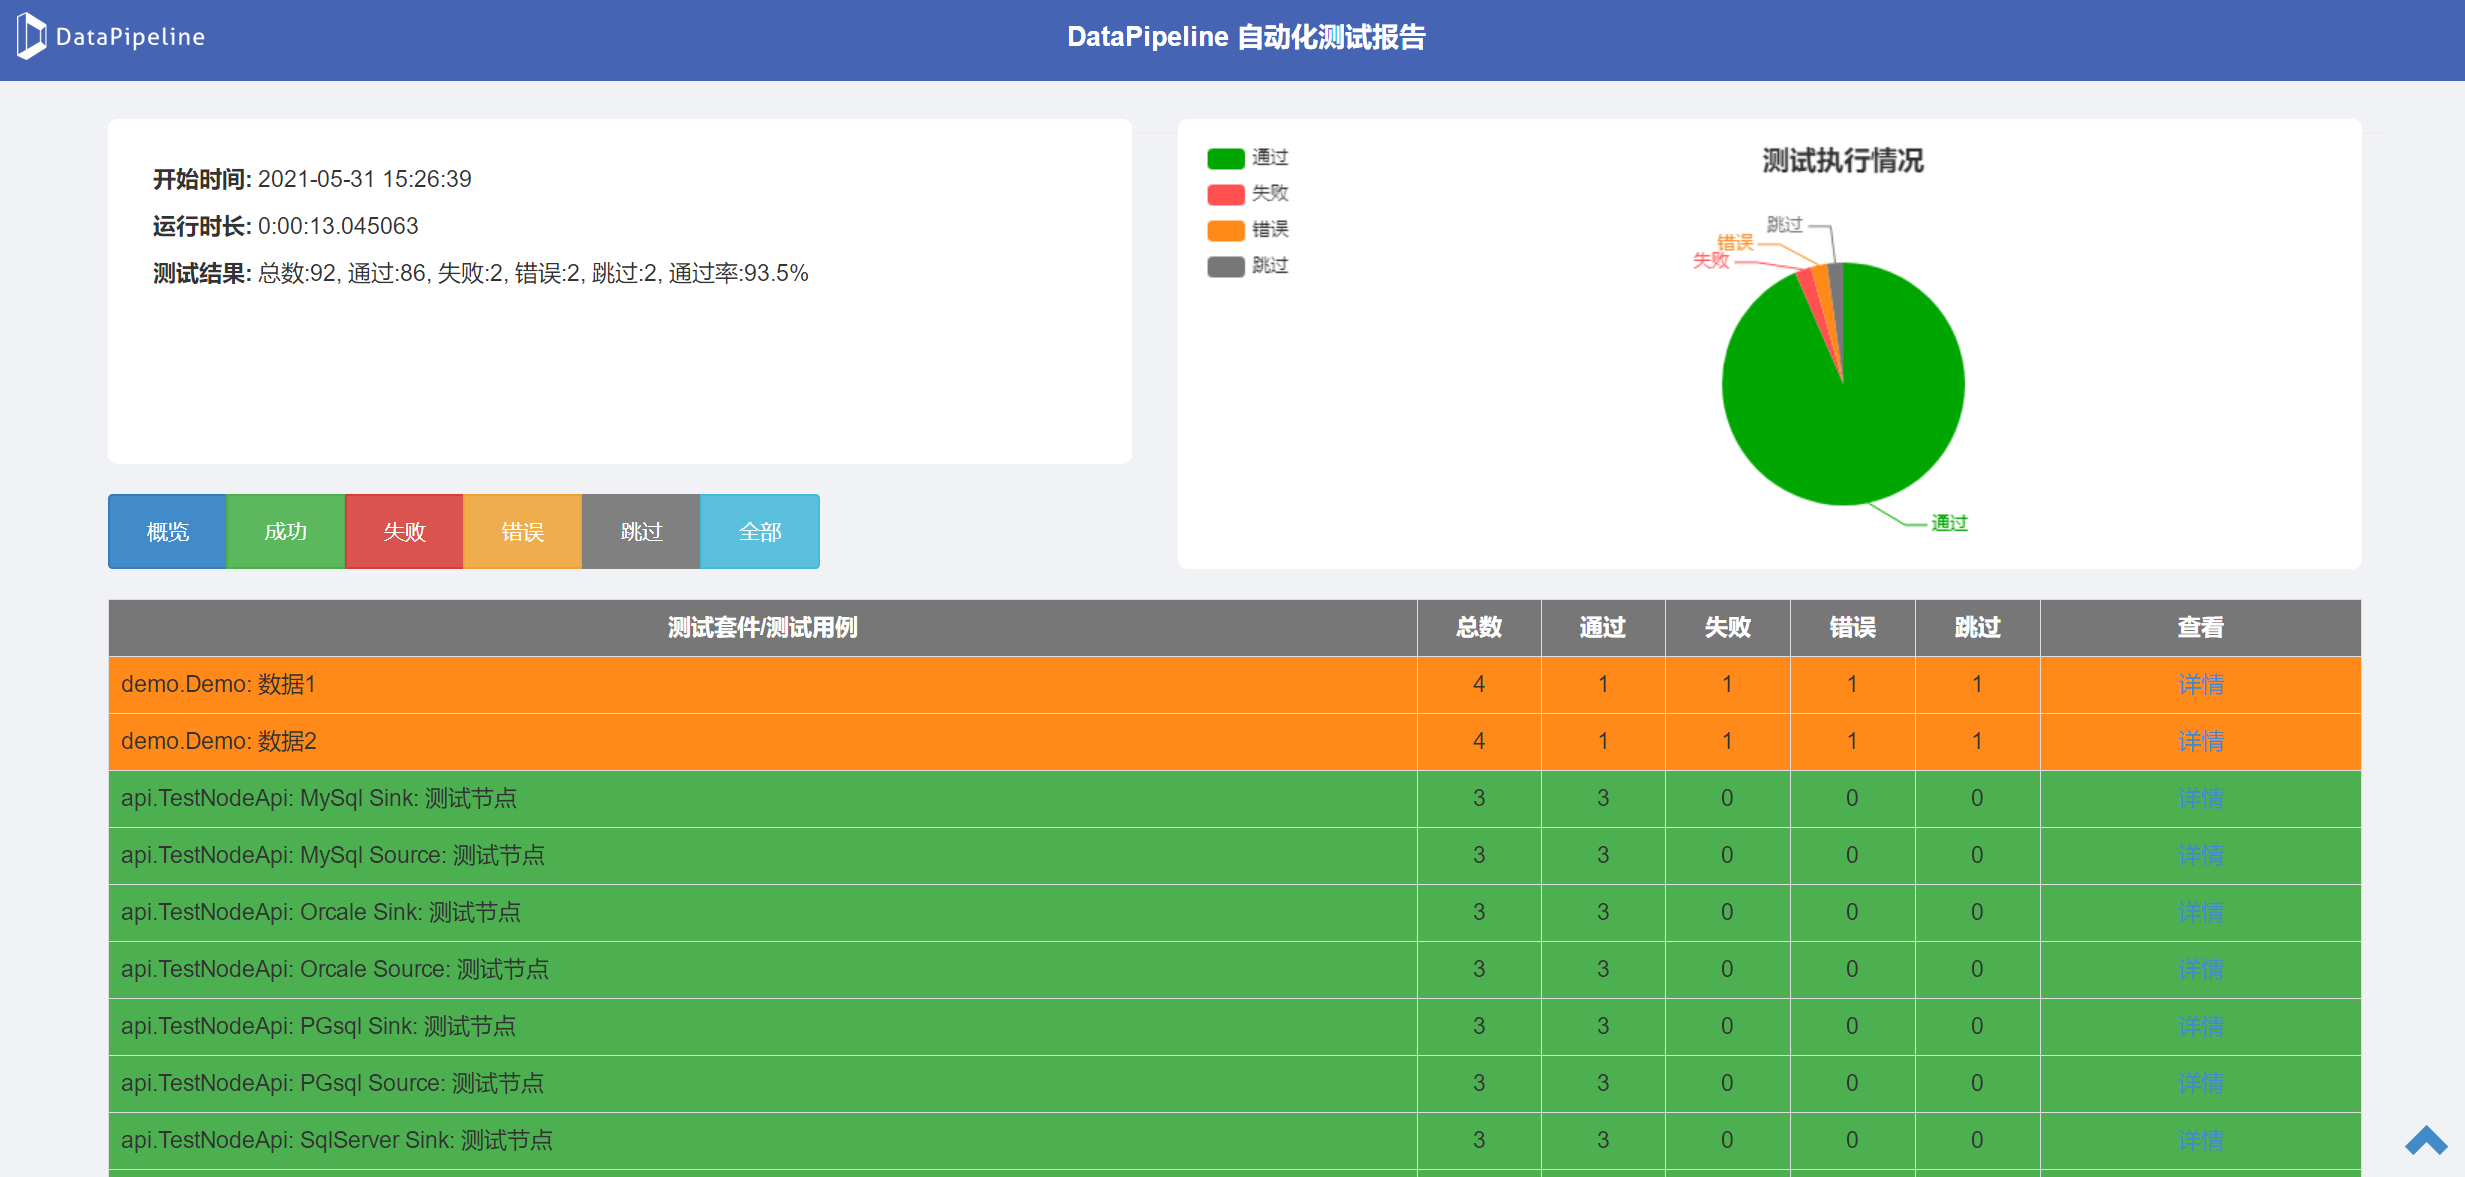 DataPipeline
DataPipeline 自动化测试报告
开始时间: 2021-05-31 15:26:39
运行时长: 0:00:13.045063
测试结果: 总数:92, 通过:86, 失败:2, 错误:2, 跳过:2, 通过率:93.5%
通过
失败
错误
跳过
测试执行情况
跳过
错误
失败
通过
概览 成功 失败 错误 跳过 全部
测试套件/测试用例 总数 通过 失败 错误 跳过 查看
demo.Demo: 数据1 4 1 1 1 1 详情
demo.Demo: 数据2 4 1 1 1 1 详情
api.TestNodeApi: MySql Sink: 测试节点 3 3 0 0 0 详情
api.TestNodeApi: MySql Source: 测试节点 3 3 0 0 0 详情
api.TestNodeApi: Orcale Sink: 测试节点 3 3 0 0 0 详情
api.TestNodeApi: Orcale Source: 测试节点 3 3 0 0 0 详情
api.TestNodeApi: PGsql Sink: 测试节点 3 3 0 0 0 详情
api.TestNodeApi: PGsql Source: 测试节点 3 3 0 0 0 详情
api.TestNodeApi: SqlServer Sink: 测试节点 3 3 0 0 0 详情